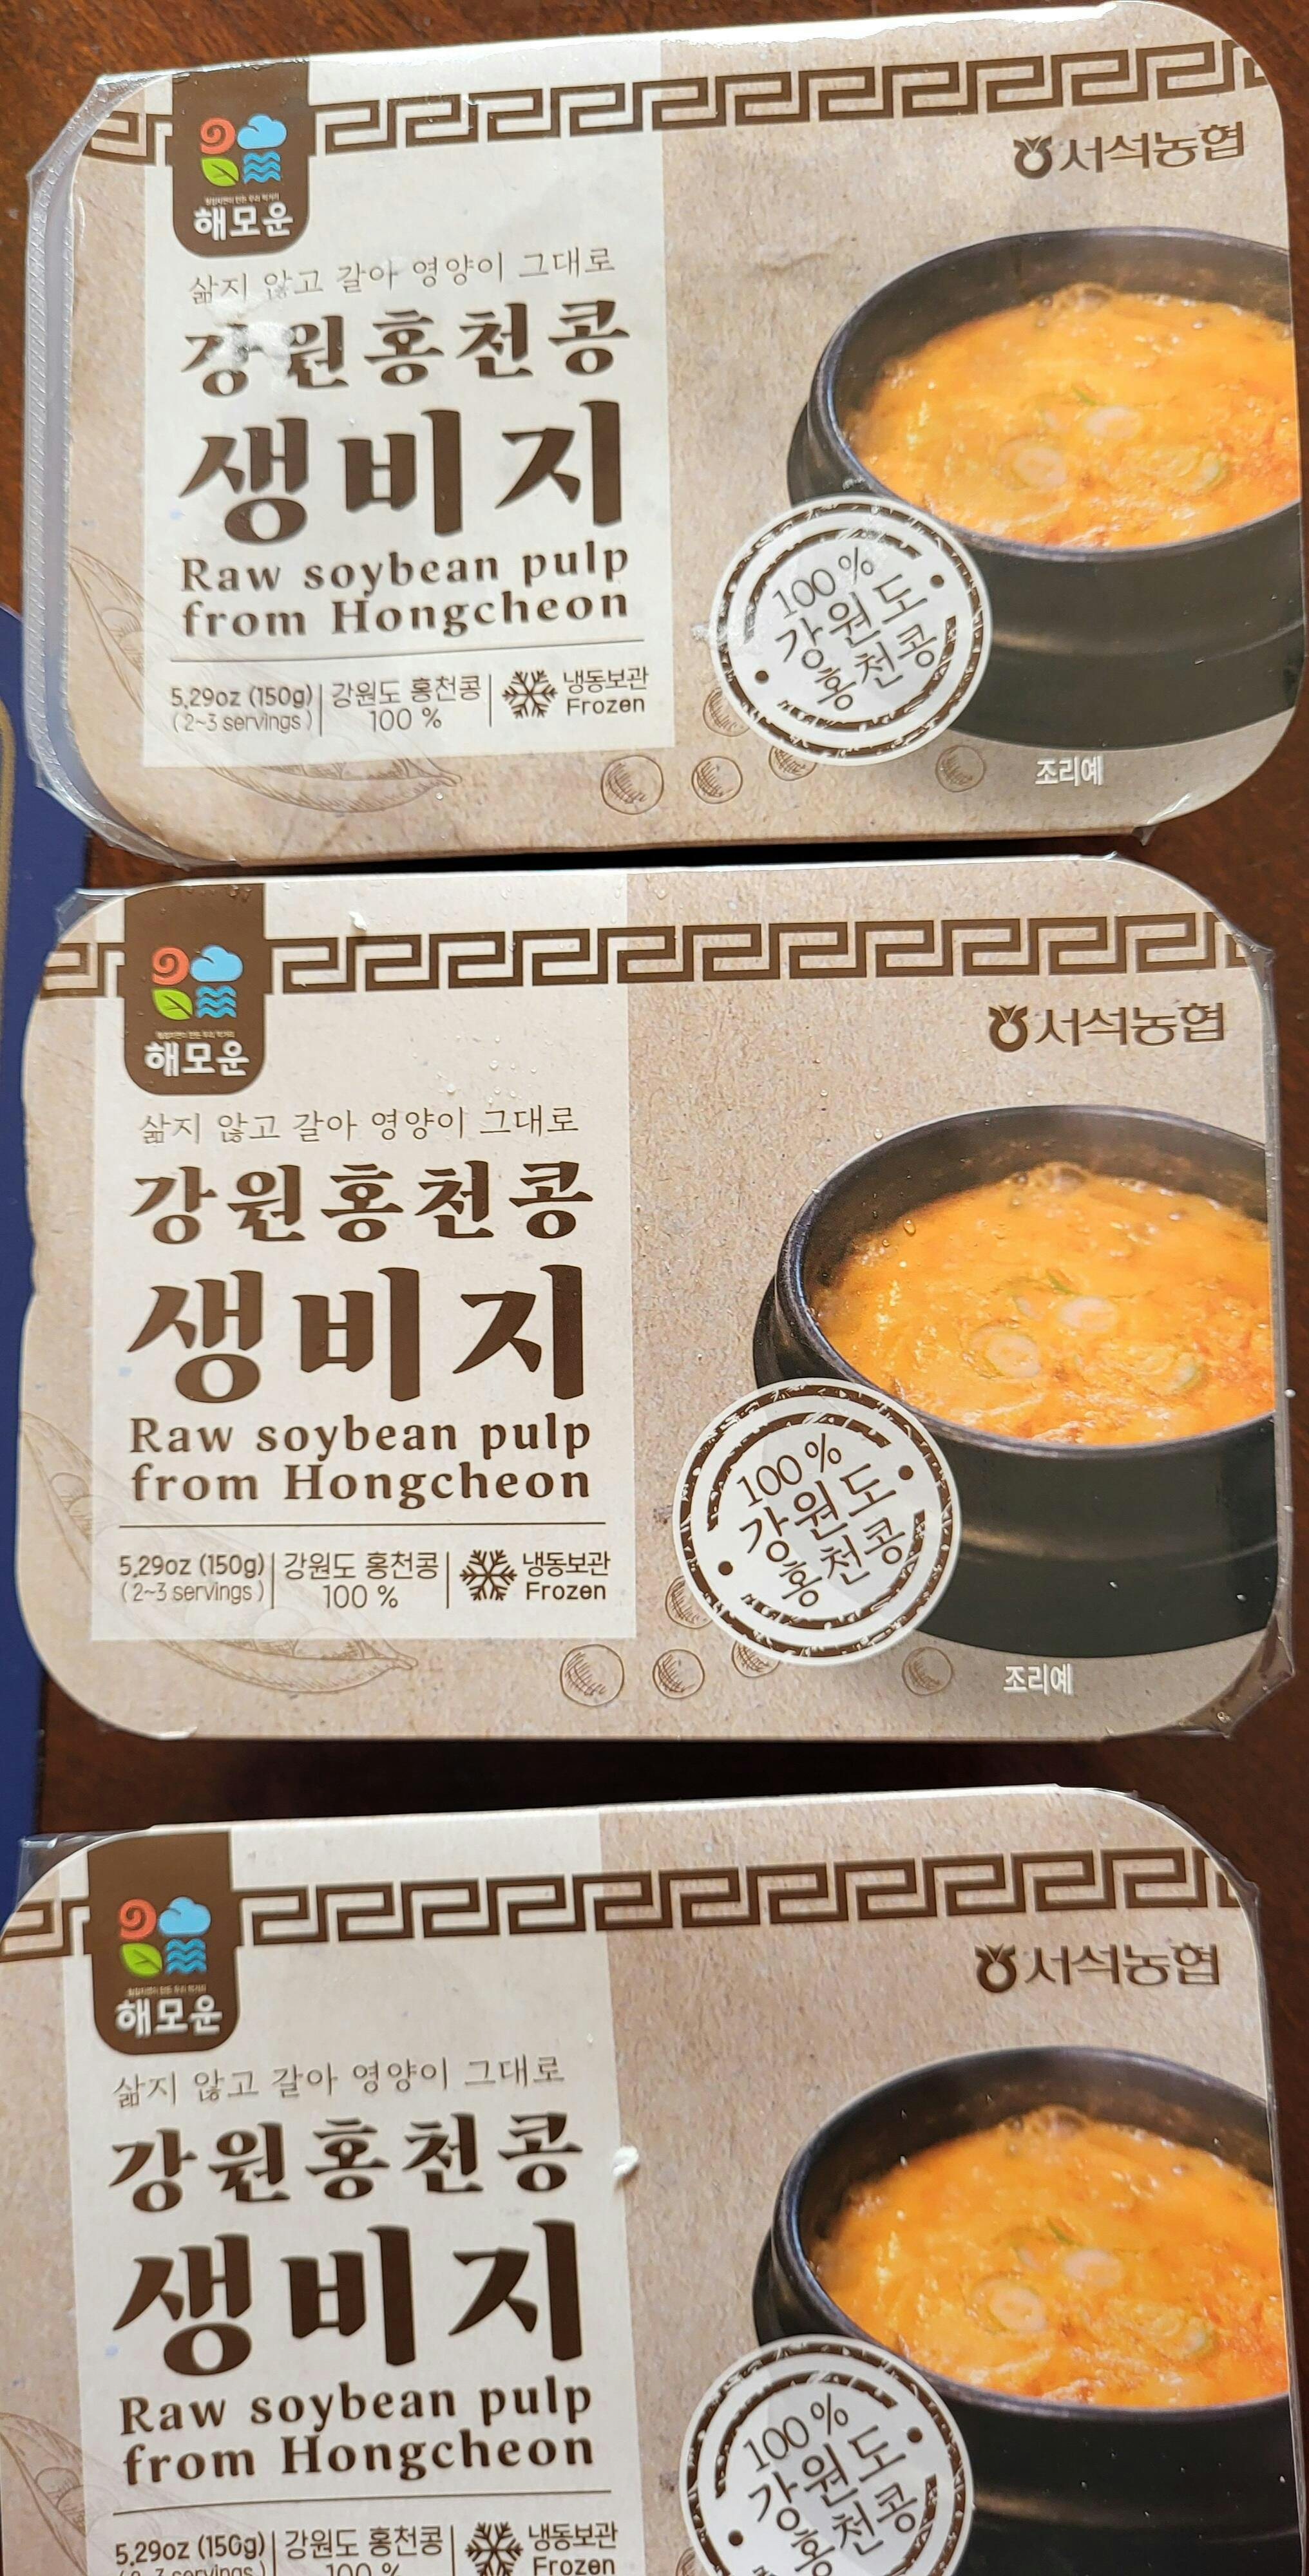 해모운
서석농협
삶지 않고 갈아 영양이 그대로
강원홍천콩
생비지
Raw soybean pulp
from Hongcheon
5.29oz (150g)
(2~3 servings)
강원도 홍천콩
100 %
냉동보관
Frozen
100 %
강원도
홍천콩
조리예
해모운
서석농협
삶지 않고 갈아 영양이 그대로
강원홍천콩
생비지
Raw soybean pulp
from Hongcheon
5.29oz (150g)
(2~3 servings)
강원도 홍천콩
100 %
냉동보관
Frozen
100 %
강원도
홍천콩
조리예
해모운
서석농협
삶지 않고 갈아 영양이 그대로
강원홍천콩
생비지
Raw soybean pulp
from Hongcheon
5.29oz (150g)
강원도 홍천콩
100 %
냉동보관
Frozen
100 %
강원도
홍천콩